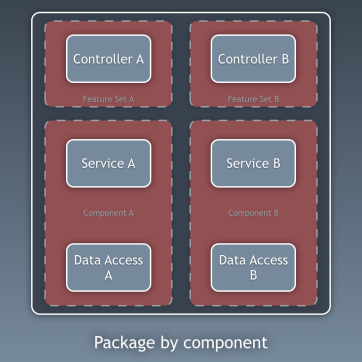 Controller A
Controller B
Feature Set A
Feature Set B
Service A
Service B
Component A
Component B
Data Access
A
Data Access
B
Package by component